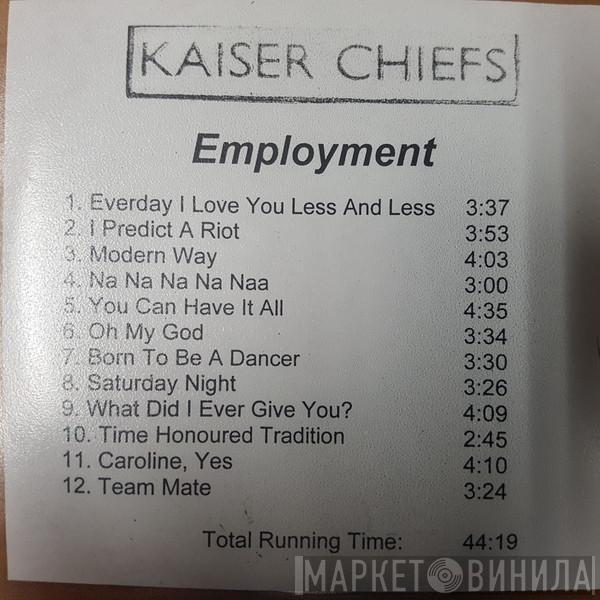 KAISER CHIEFS
Employment
1. Everday I Love You Less And Less 3:37
2. I Predict A Riot 3:53
3. Modern Way 4:03
4. Na Na Na Na Naa 3:00
5. You Can Have It All 4:35
6. Oh My God 3:34
7. Born To Be A Dancer 3:30
8. Saturday Night 3:26
9. What Did I Ever Give You? 4:09
10. Time Honoured Tradition 2:45
11. Caroline, Yes 4:10
12. Team Mate 3:24
Total Running Time: 44:19
МАРКЕТ ВИНИЛА